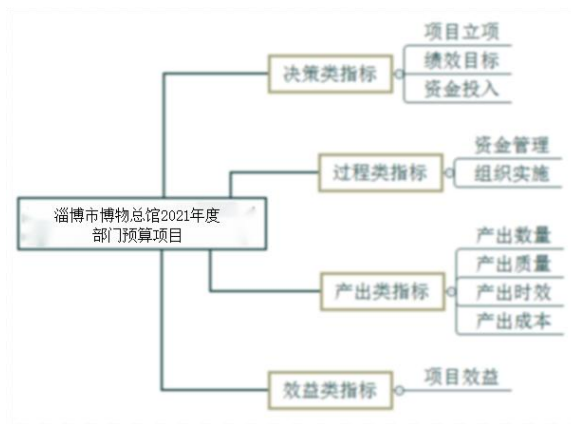 项目立项
决策类指标
绩效目标
资金投入
资金管理
过程类指标
组织实施
淄博市博物总馆2021年度
部门预算项目
产出数量
产出质量
产出类指标
产出时效
产出成本
项目效益
效益类指标